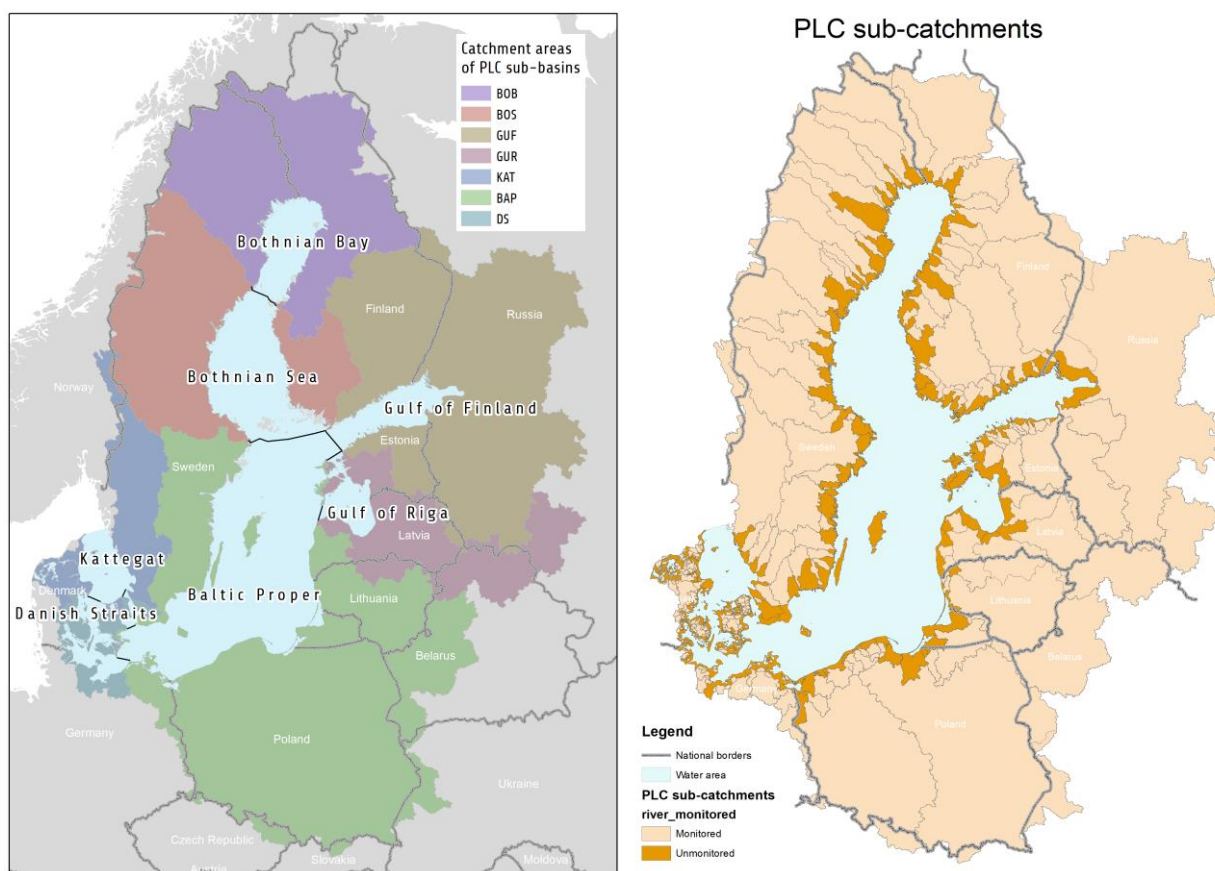 Catchment areas
of PLC sub-basins
BOB
BOS
GUF
GUR
KAT
BAP
DS
Bothnian Bay
Finland
Russia
Bothnian Sea
Norway
Gulf of Finland
Estonia
Sweden
Gulf of Riga
Latvia
Kattegat
Denmark
Baltic Proper
Lithuania
Danish Straits
Belarus
Germany
Poland
Ukraine
Czech Republic
Slovakia
Moldova
Austria
PLC sub-catchments
Finland
Russia
Sweden
Estonia
Latvia
Lithuania
Belarus
Germany
Poland
Legend
National borders
Water area
PLC sub-catchments
river_monitored
Monitored
Unmonitored